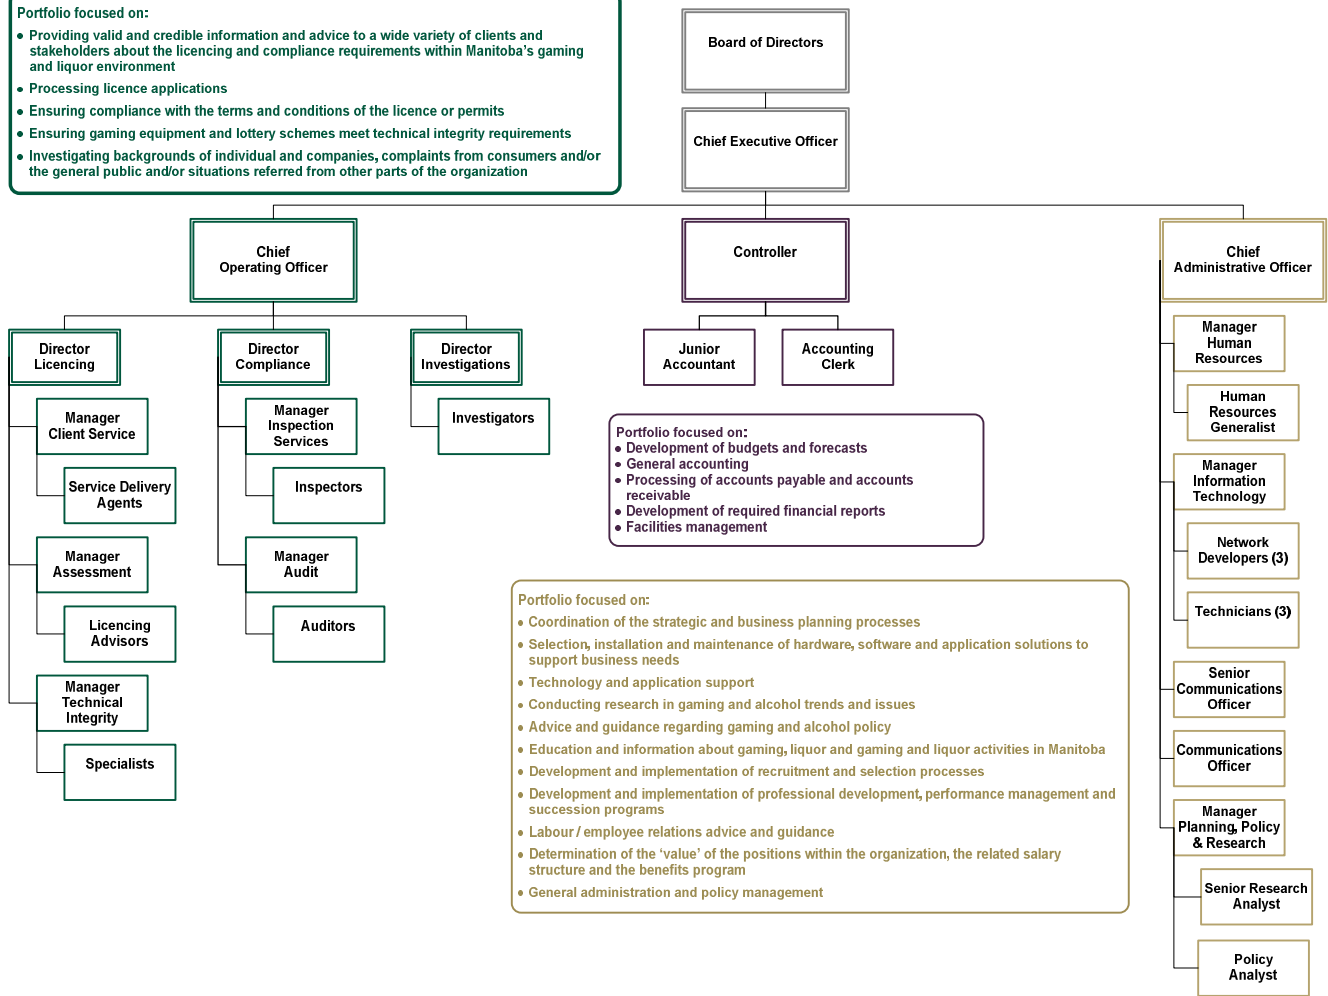 Portfolio focused on:
● Providing valid and credible information and advice to a wide variety of clients and
stakeholders about the licencing and compliance requirements within Manitoba's gaming
and liquor environment
● Processing licence applications
● Ensuring compliance with the terms and conditions of the licence or permits
● Ensuring gaming equipment and lottery schemes meet technical integrity requirements
● Investigating backgrounds of individual and companies, complaints from consumers and/or
the general public and/or situations referred from other parts of the organization
Board of Directors
Chief Executive Officer
Chief
Operating Officer
Controller
Chief
Administrative Officer
Director
Licencing
Manager
Client Service
Service Delivery
Agents
Manager
Assessment
Licencing
Advisors
Manager
Technical
Integrity
Specialists
Director
Compliance
Manager
Inspection
Services
Inspectors
Manager
Audit
Auditors
Director
Investigations
Investigators
Junior
Accountant
Accounting
Clerk
Portfolio focused on:
● Development of budgets and forecasts
● General accounting
● Processing of accounts payable and accounts
receivable
● Development of required financial reports
● Facilities management
Portfolio focused on:
● Coordination of the strategic and business planning processes
● Selection, installation and maintenance of hardware, software and application solutions to
support business needs
● Technology and application support
● Conducting research in gaming and alcohol trends and issues
● Advice and guidance regarding gaming and alcohol policy
● Education and information about gaming, liquor and gaming and liquor activities in Manitoba
● Development and implementation of recruitment and selection processes
● Development and implementation of professional development, performance management and
succession programs
● Labour / employee relations advice and guidance
● Determination of the ‘value’ of the positions within the organization, the related salary
structure and the benefits program
● General administration and policy management
Manager
Human
Resources
Human
Resources
Generalist
Manager
Information
Technology
Network
Developers (3)
Technicians (3)
Senior
Communications
Officer
Communications
Officer
Manager
Planning, Policy
& Research
Senior Research
Analyst
Policy
Analyst